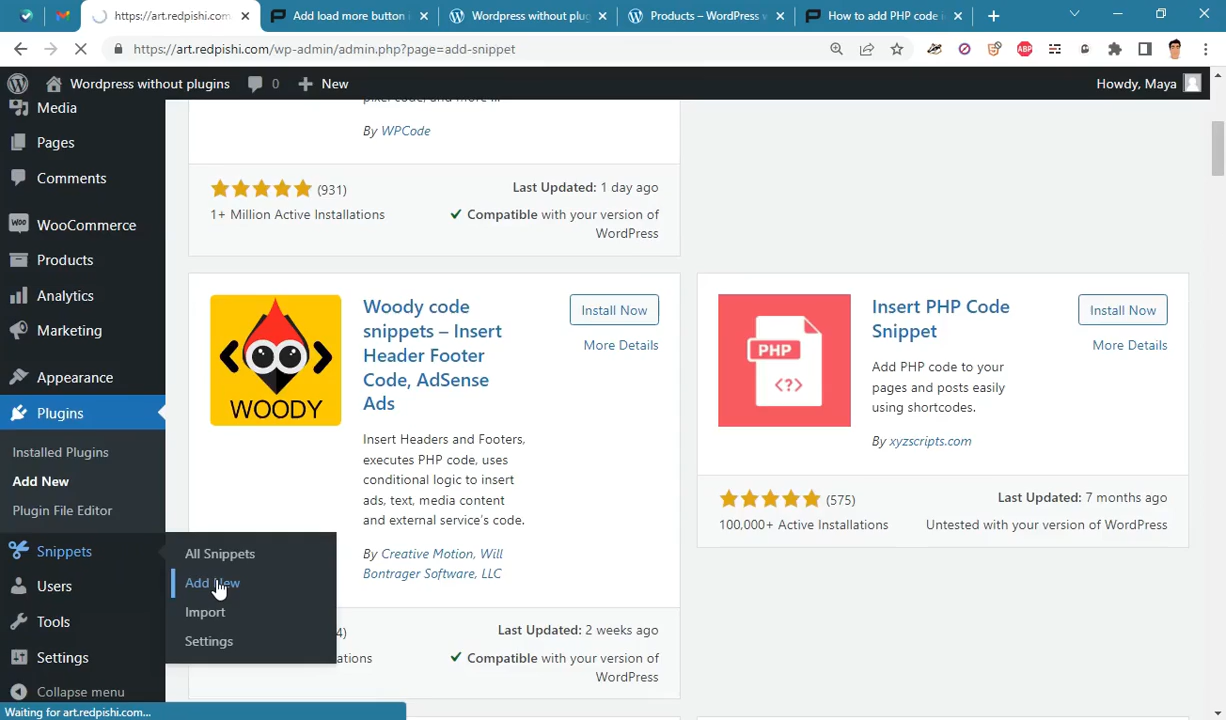 https://art.redpishi.com/
Add load more button i
Wordpress without plug
Products – WordPress w
How to add PHP code i
https://art.redpishi.com/wp-admin/admin.php?page=add-snippet
ABP
Wordpress without plugins
0
New
Howdy, Maya
Media
Pages
Comments
WooCommerce
Products
Analytics
Marketing
Appearance
Plugins
Installed Plugins
Add New
Plugin File Editor
Snippets
Users
Tools
Settings
Collapse menu
All Snippets
Add New
Import
Settings
By WPCode
(931)
1+ Million Active Installations
Last Updated: 1 day ago
Compatible with your version of
WordPress
WOODY
Woody code
snippets – Insert
Header Footer
Code, AdSense
Ads
Install Now
More Details
Insert Headers and Footers,
executes PHP code, uses
conditional logic to insert
ads, text, media content
and external service's code.
By Creative Motion, Will
Bontrager Software, LLC
Last Updated: 2 weeks ago
Compatible with your version of
WordPress
PHP
<?>
Insert PHP Code
Snippet
Install Now
More Details
Add PHP code to your
pages and posts easily
using shortcodes.
By xyzscripts.com
(575)
100,000+ Active Installations
Last Updated: 7 months ago
Untested with your version of WordPress
Waiting for art.redpishi.com...